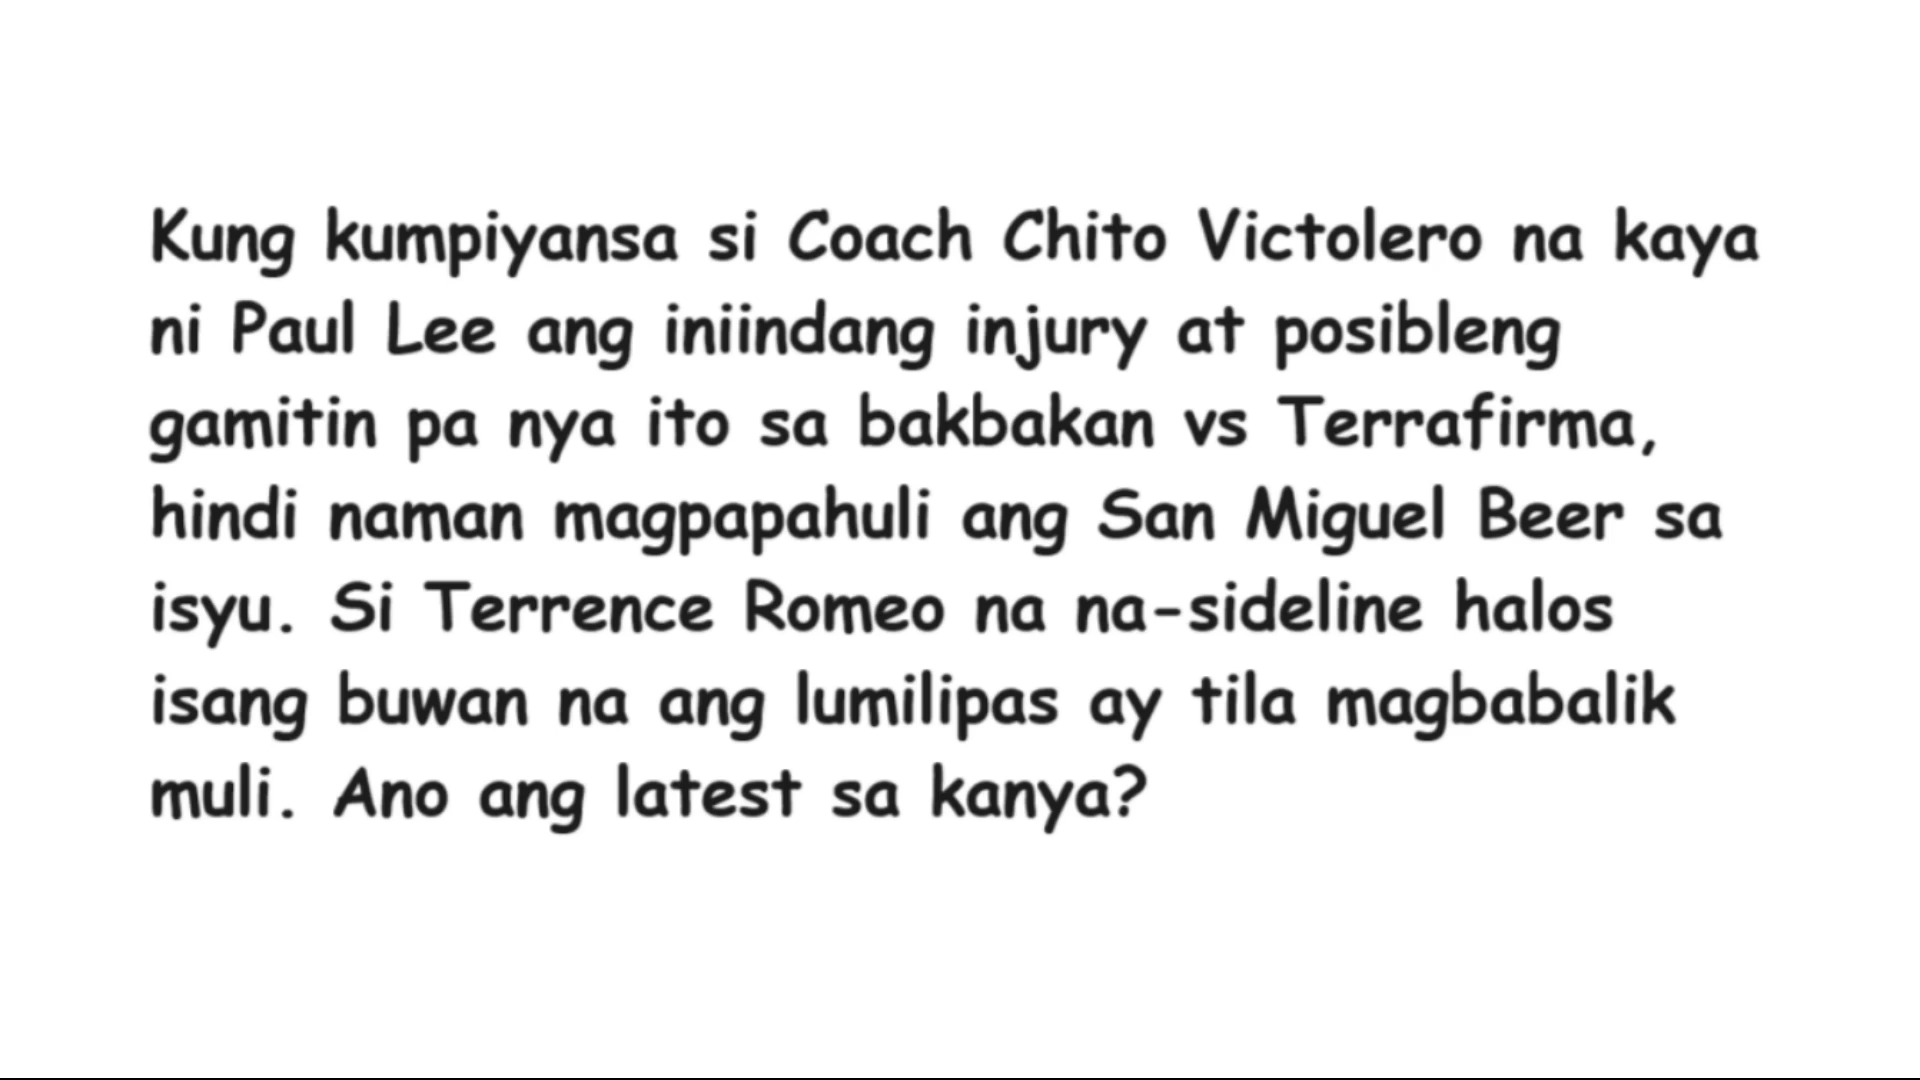 Kung kumpiyansa si Coach Chito Victolero na kaya
ni Paul Lee ang iniindang injury at posibleng
gamitin pa nya ito sa bakbakan vs Terrafirma,
hindi naman magpapahuli ang San Miguel Beer sa
isyu. Si Terrence Romeo na na-sideline halos
isang buwan na ang lumilipas ay tila magbabalik
muli. Ano ang latest sa kanya?